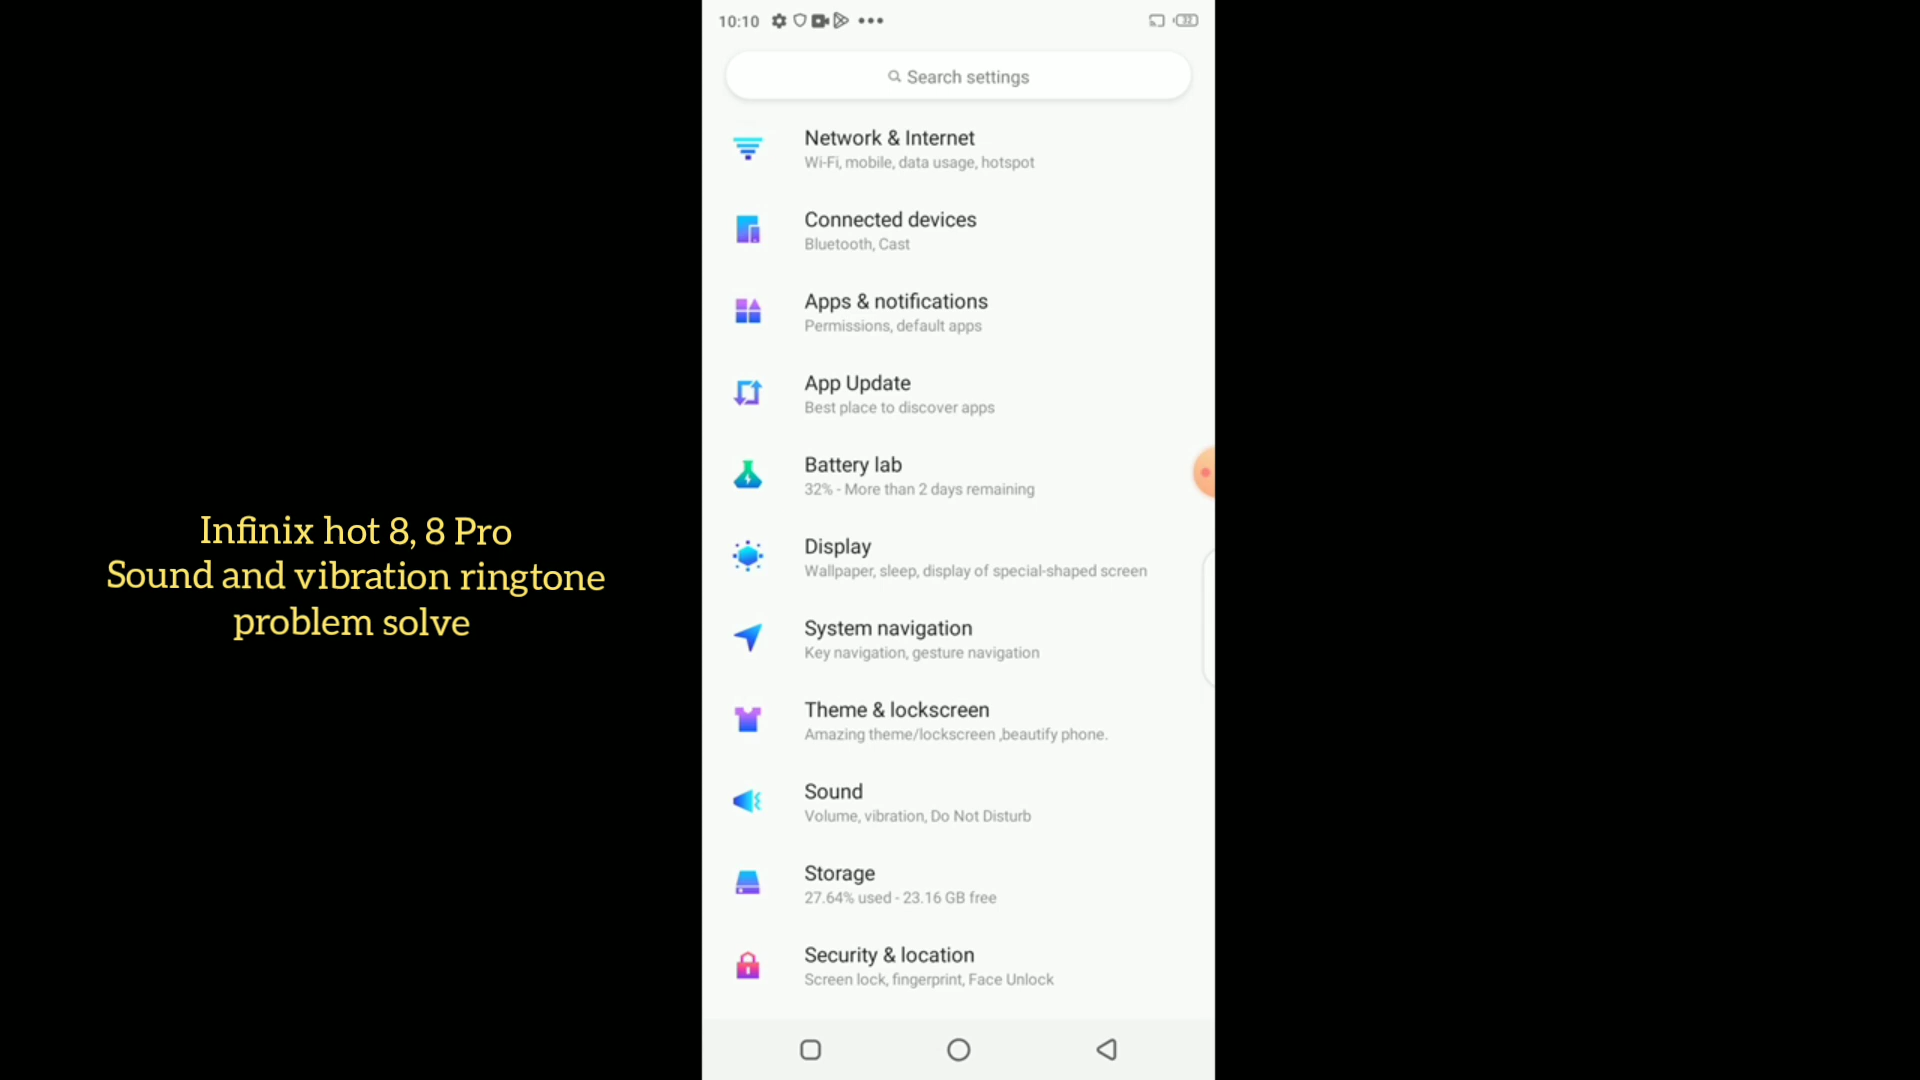 10:10
32
Search settings
Network & Internet
Wi-Fi, mobile, data usage, hotspot
Connected devices
Bluetooth, Cast
Apps & notifications
Permissions, default apps
App Update
Best place to discover apps
Battery lab
32% - More than 2 days remaining
Display
Wallpaper, sleep, display of special-shaped screen
System navigation
Key navigation, gesture navigation
Theme & lockscreen
Amazing theme/lockscreen ,beautify phone.
Sound
Volume, vibration, Do Not Disturb
Storage
27.64% used - 23.16 GB free
Security & location
Screen lock, fingerprint, Face Unlock
Infinix hot 8, 8 Pro
Sound and vibration ringtone
problem solve